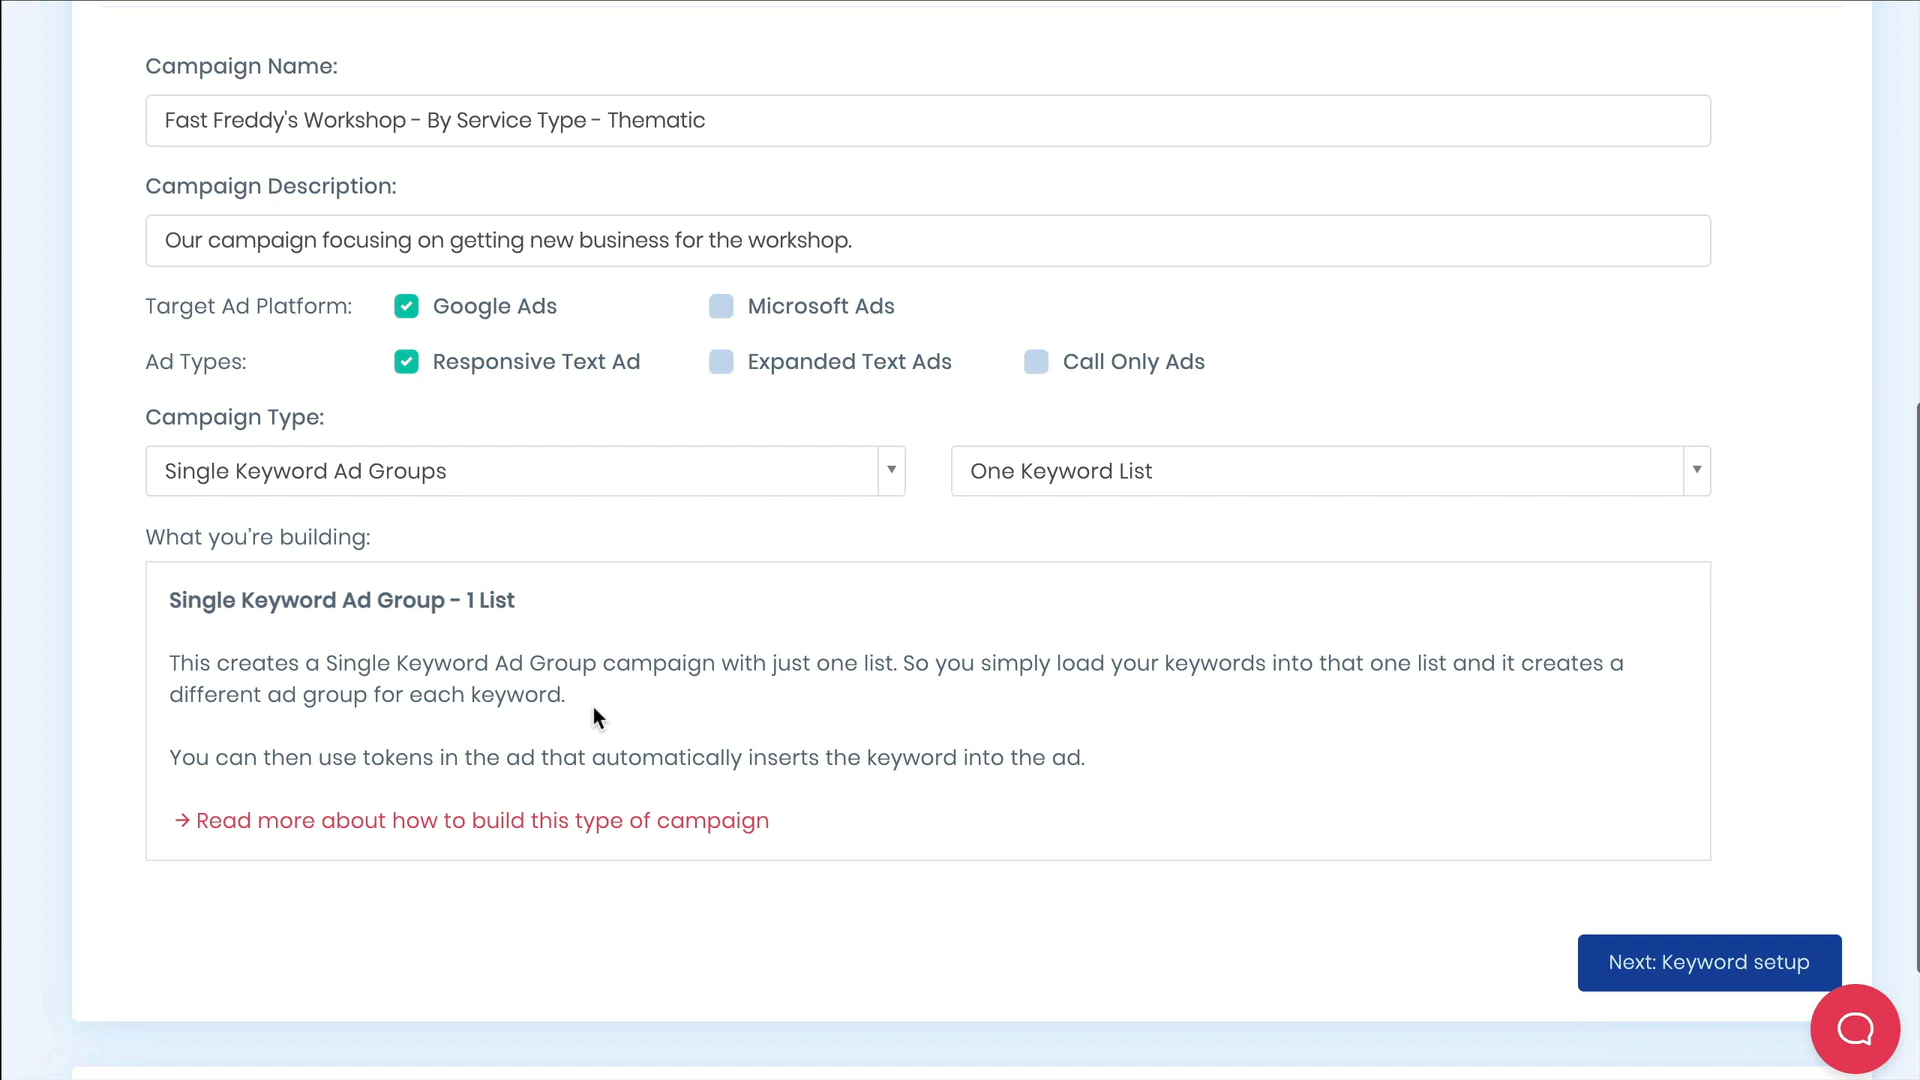 Campaign Name:
Fast Freddy's Workshop - By Service Type - Thematic
Campaign Description:
Our campaign focusing on getting new business for the workshop.
Target Ad Platform: Google Ads Microsoft Ads
Ad Types: Responsive Text Ad Expanded Text Ads Call Only Ads
Campaign Type:
Single Keyword Ad Groups One Keyword List
What you're building:
Single Keyword Ad Group - 1 List
This creates a Single Keyword Ad Group campaign with just one list. So you simply load your keywords into that one list and it creates a
different ad group for each keyword.
You can then use tokens in the ad that automatically inserts the keyword into the ad.
→ Read more about how to build this type of campaign
Next: Keyword setup